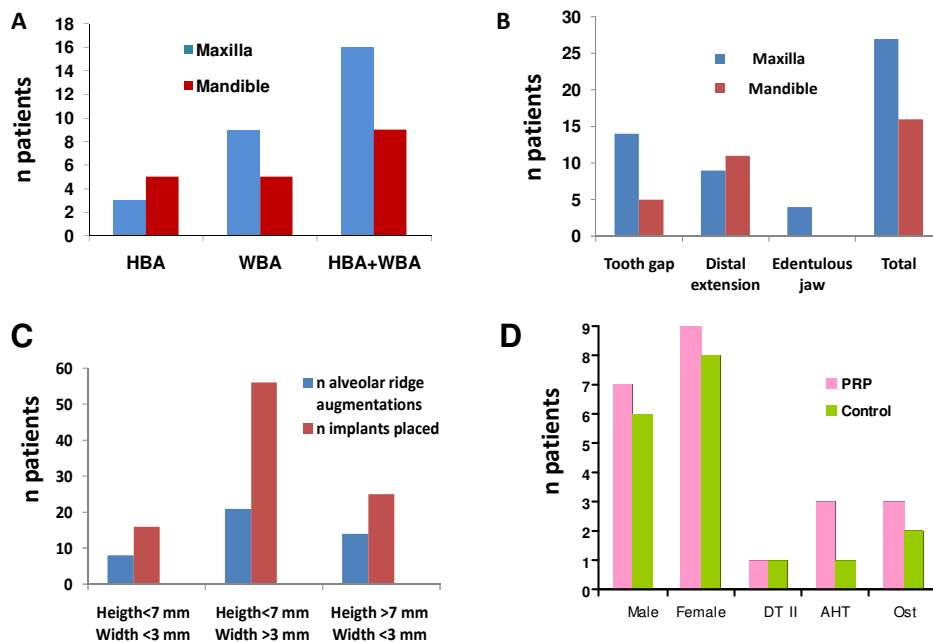 A
n patients
18
16
14
12
10
8
6
4
2
0
Maxilla
Mandible
HBA WBA HBA+WBA
B
n patients
30
25
20
15
10
5
0
Maxilla
Mandible
Tooth gap Distal extension Edentulous jaw Total
C
n patients
60
50
40
30
20
10
0
n alveolar ridge
augmentations
n implants placed
Heigth<7 mm Heigth<7 mm Heigth >7 mm
Width <3 mm Width >3 mm Width <3 mm
D
n patients
9
8
7
6
5
4
3
2
1
0
PRP
Control
Male Female DT II AHT Ost